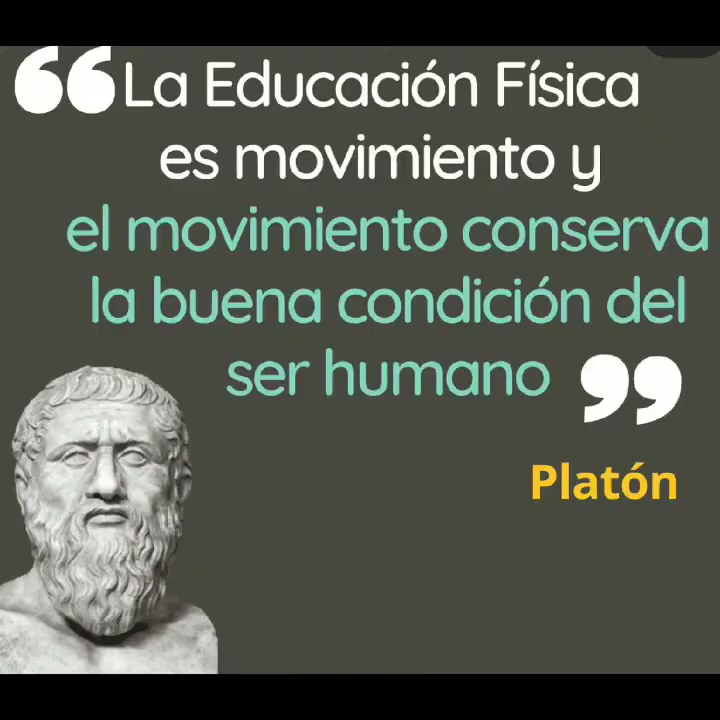 “La Educación Física
es movimiento y
el movimiento conserva
la buena condición del
ser humano ”
Platón